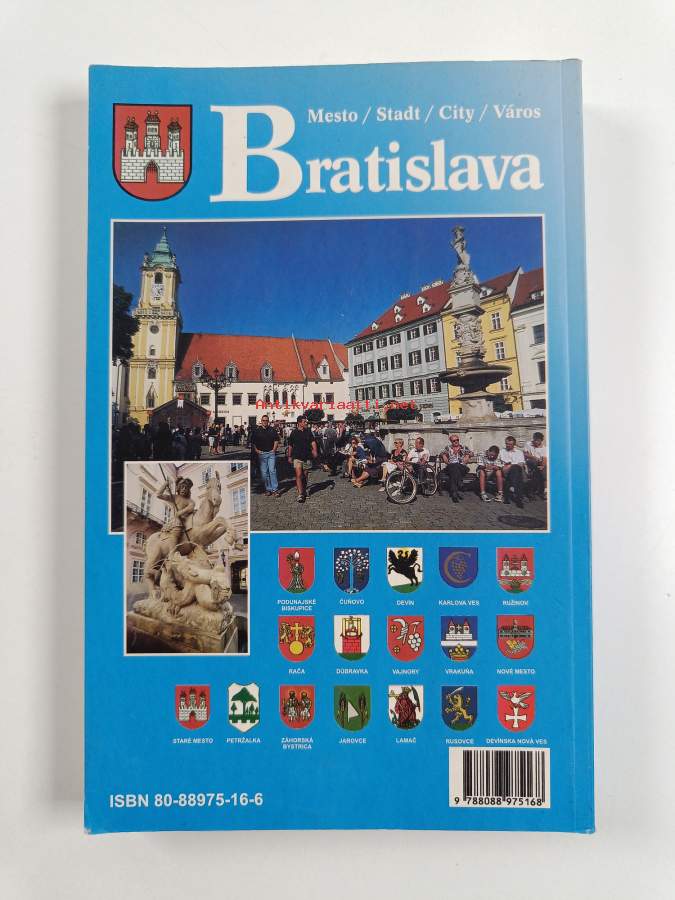 Mesto / Stadt / City / Város
Bratislava
Antikvariaatti.net
PODUNAJSKÉ
BISKUPICE
ČUŇOVO
DEVÍN
KARLOVA VES
RUŽINOV
RAČA
DÚBRAVKA
VAJNORY
VRAKUŇA
NOVÉ MESTO
STARÉ MESTO
PETRŽALKA
ZÁHORSKÁ
BYSTRICA
JAROVCE
LAMAČ
RUSOVCE
DEVÍNSKA NOVÁ VES
ISBN 80-88975-16-6
9 788088 975168